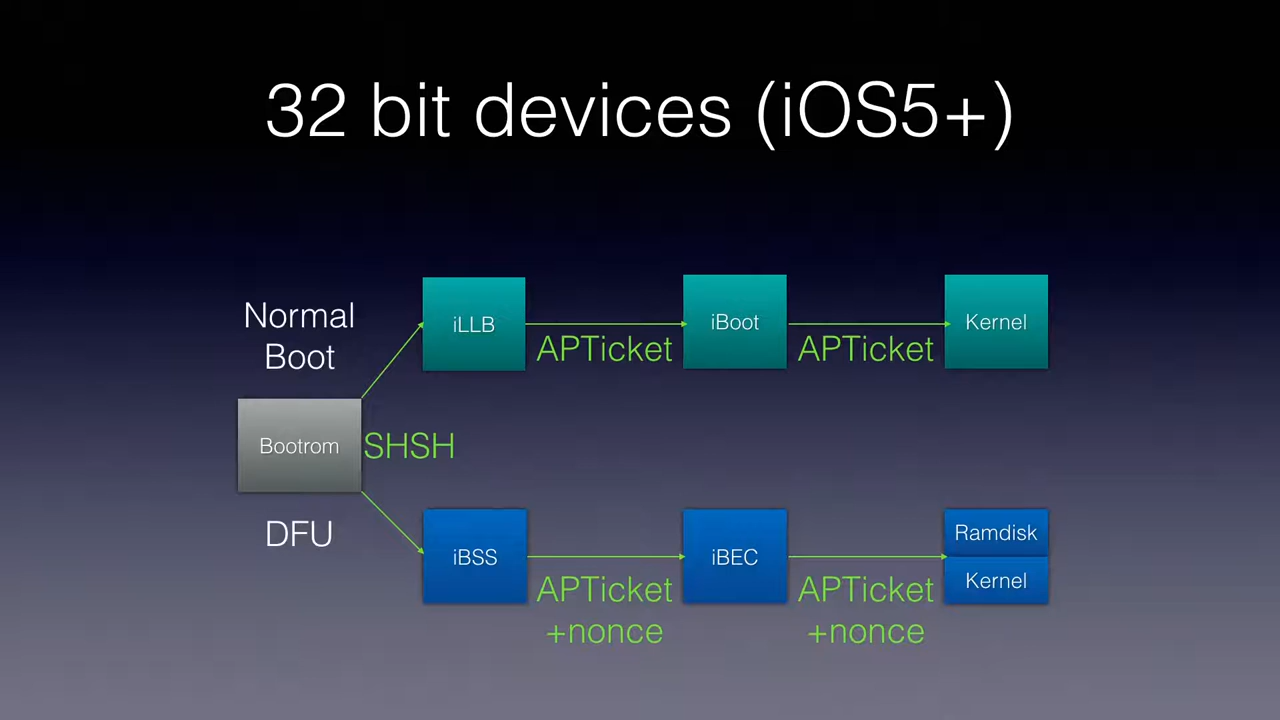 32 bit devices (iOS5+)
Normal
Boot
iLLB
APTicket
iBoot
APTicket
Kernel
Bootrom
SHSH
DFU
iBSS
APTicket
+nonce
iBEC
APTicket
+nonce
Ramdisk
Kernel